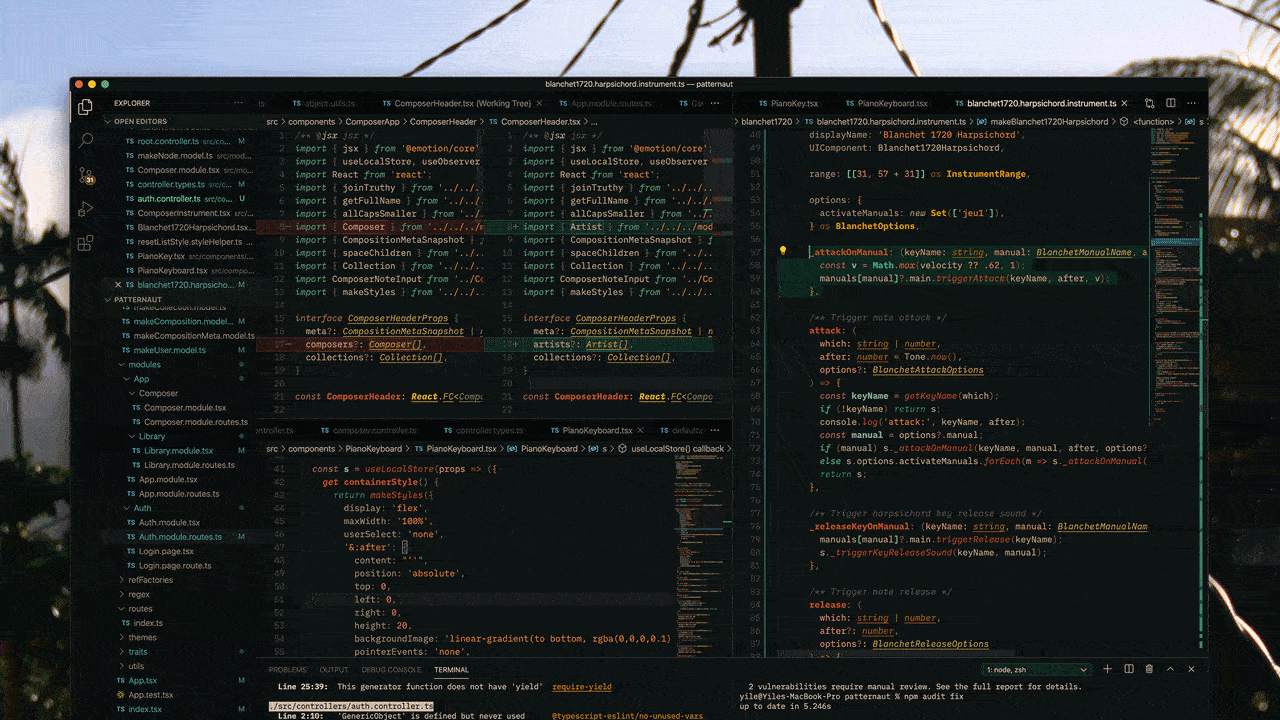 blanchet1720.harpsichord.instrument.ts — patternaut
EXPLORER
OPEN EDITORS
root.controller.ts src/co... M
makeNode.model.ts src/mod...
Composer.module.tsx src/mo...
controller.types.ts src/co... M
auth.controller.ts src/co... U
ComposerInstrument.tsx src/...
Blanchet1720Harpsichord.tsx...
resetListStyle.styleHelper.ts ...
PianoKey.tsx src/components/...
PianoKeyboard.tsx src/compo...
blanchet1720.harpsicho... M
PATTERNAUT
makeCollection.model...
makeComposition.model... M
makeCompositionMeta.model.ts
makeUser.model.ts M
modules
App
Composer
Composer.module.tsx
Composer.module.routes.ts
Library
Library.module.tsx M
Library.module.routes.ts
App.module.tsx
App.module.routes.ts
Auth
Auth.module.tsx
Auth.module.routes.ts M
Login.page.tsx
Login.page.route.ts
refFactories
regex
routes
index.ts
themes
traits
utils
App.tsx M
App.test.tsx
index.tsx M
31
object.utils.ts ComposerHeader.tsx (Working Tree) App.module.routes.ts
src components ComposerApp ComposerHeader ComposerHeader.tsx ...
1 /** @jsx jsx */
import { jsx } from '@emotion/core';
import { useLocalStore, useObserver
import React from 'react';
import { joinTruthy } from '../../..
import { getFullName } from '../../.
import { allCapsSmaller } from '../.
import { Composer } from '../../../m
import { CompositionMetaSnapshot
import { spaceChildren }
import { Collection } from '../../..
import ComposerNoteInput from '../Co
import { makeStyles } from '../../..
interface ComposerHeaderProps
meta?: CompositionMetaSnapshot |
composers?: Composer[],
collections?: Collection[],
}
const ComposerHeader: React.FC<Compo
1 /** @jsx jsx */
import { jsx } from '@emotion/core';
import { useLocalStore, useObserver
import React from 'react';
import { joinTruthy } from '../../..
import { getFullName } from '../../.
import { allCapsSmaller } from '../.
import { Artist } from '../../../mod
import { CompositionMetaSnapshot
import { spaceChildren }
import { Collection } from '../../..
import ComposerNoteInput from '../Co
import { makeStyles } from '../../..
interface ComposerHeaderProps {
meta?: CompositionMetaSnapshot | n
artists?: Artist[],
collections?: Collection[],
}
const ComposerHeader: React.FC<Compo
composer.controller.ts controller.types.ts PianoKeyboard.tsx
src components PianoKeyboard PianoKeyboard.tsx PianoKeyboard s useLocalStore() callback
41 const s = useLocalStore(props => ({
42 get containerStyle() {
43 return makeStyles({
44 display: 'flex',
45 maxWidth: '100%',
46 userSelect: 'none',
47 '&:after': {
48 content: "''",
49 position: 'absolute',
50 top: 0,
51 left: 0,
52 right: 0,
53 height: 20,
54 backgroundImage: 'linear-gradient(to bottom, rgba(0,0,0,0.1)
55 pointerEvents: 'none',
PianoKey.tsx PianoKeyboard.tsx blanchet1720.harpsichord.instrument.ts
blanchet1720 blanchet1720.harpsichord.instrument.ts makeBlanchet1720Harpsichord <function> s
displayName: 'Blanchet 1720 Harpsichord',
UIComponent: Blanchet1720Harpsichord,
range: [[31, 57 + 31]] as InstrumentRange,
options: {
activateManuals: new Set(['jeu1']),
} as BlanchetOptions,
_attackOnManual: (keyName: string, manual: BlanchetManualName, a
const v = Math.max(velocity ?? .62, 1)
manuals[manual]?.main.triggerAttack(keyName, after, v);
},
/** Trigger note attack */
attack: (
which: string | number,
after: number = Tone.now(),
options?: BlanchetAttackOptions
) => {
const keyName = getKeyName(which);
if (!keyName) return s;
console.log('attack:', keyName, after);
const manual = options?.manual;
if (manual) s._attackOnManual(keyName, manual, after, options?
else s.options.activateManuals.forEach(m => s._attackOnManual(
return s;
},
/** Trigger harpsichord key release sound */
_releaseKeyOnManual: (keyName: string, manual: BlanchetManualNam
manuals[manual]?.main.triggerRelease(keyName);
s._triggerKeyReleaseSound(keyName, manual);
},
/** Trigger note release */
release: (
which: string | number,
after?: number,
options?: BlanchetReleaseOptions
PROBLEMS OUTPUT DEBUG CONSOLE TERMINAL 1: node, zsh
Line 25:39: This generator function does not have 'yield' require-yield
./src/controllers/auth.controller.ts
Line 2:10: 'GenericObject' is defined but never used @typescript-eslint/no-unused-vars
2 vulnerabilities require manual review. See the full report for details.
yile@Yiles-MacBook-Pro patternaut % npm audit fix
up to date in 5.246s